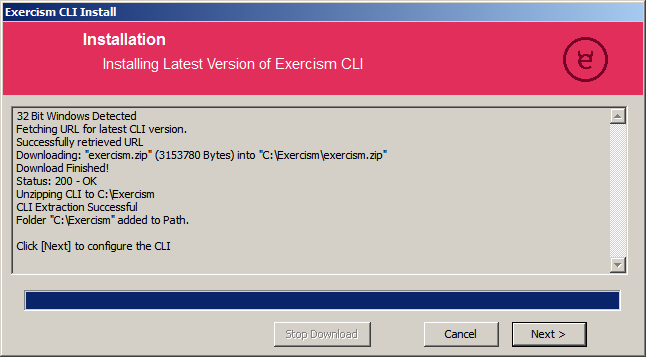 Exercism CLI Install
Installation
Installing Latest Version of Exercism CLI
32 Bit Windows Detected
Fetching URL for latest CLI version.
Successfully retrieved URL
Downloading: "exercism.zip" (3153780 Bytes) into "C:\Exercism\exercism.zip"
Download Finished!
Status: 200 - OK
Unzipping CLI to C:\Exercism
CLI Extraction Successful
Folder "C:\Exercism" added to Path.
Click [Next] to configure the CLI
Stop Download
Cancel
Next >